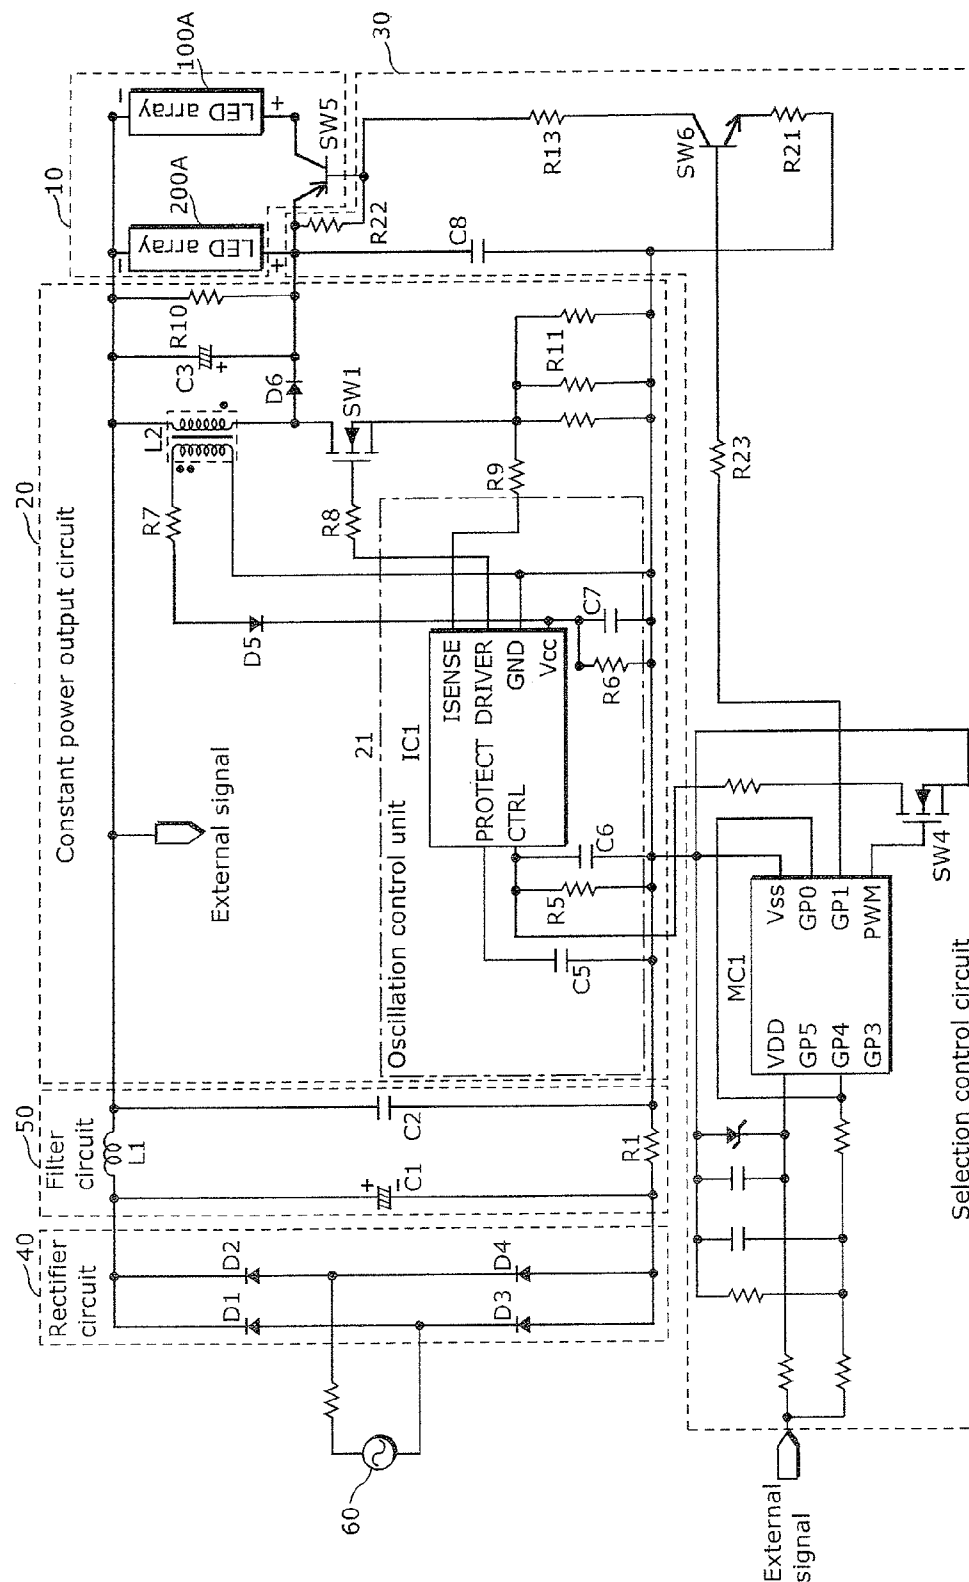 60
40
Rectifier
circuit
D1
D2
D3
D4
50
Filter
circuit
L1
C1
+
−
C2
R1
20
Constant power output circuit
External signal
21
Oscillation control unit
IC1
PROTECT
CTRL
ISENSE
DRIVER
GND
Vcc
C5
R5
C6
R6
C7
D5
R7
L2
R8
R9
SW1
D6
C3
+
R10
R11
10
LED array
200A
−
+
LED array
100A
−
+
SW5
R22
C8
30
R13
SW6
R21
R23
External
signal
MC1
VDD
GP5
GP4
GP3
Vss
GP0
GP1
PWM
SW4
Selection control circuit